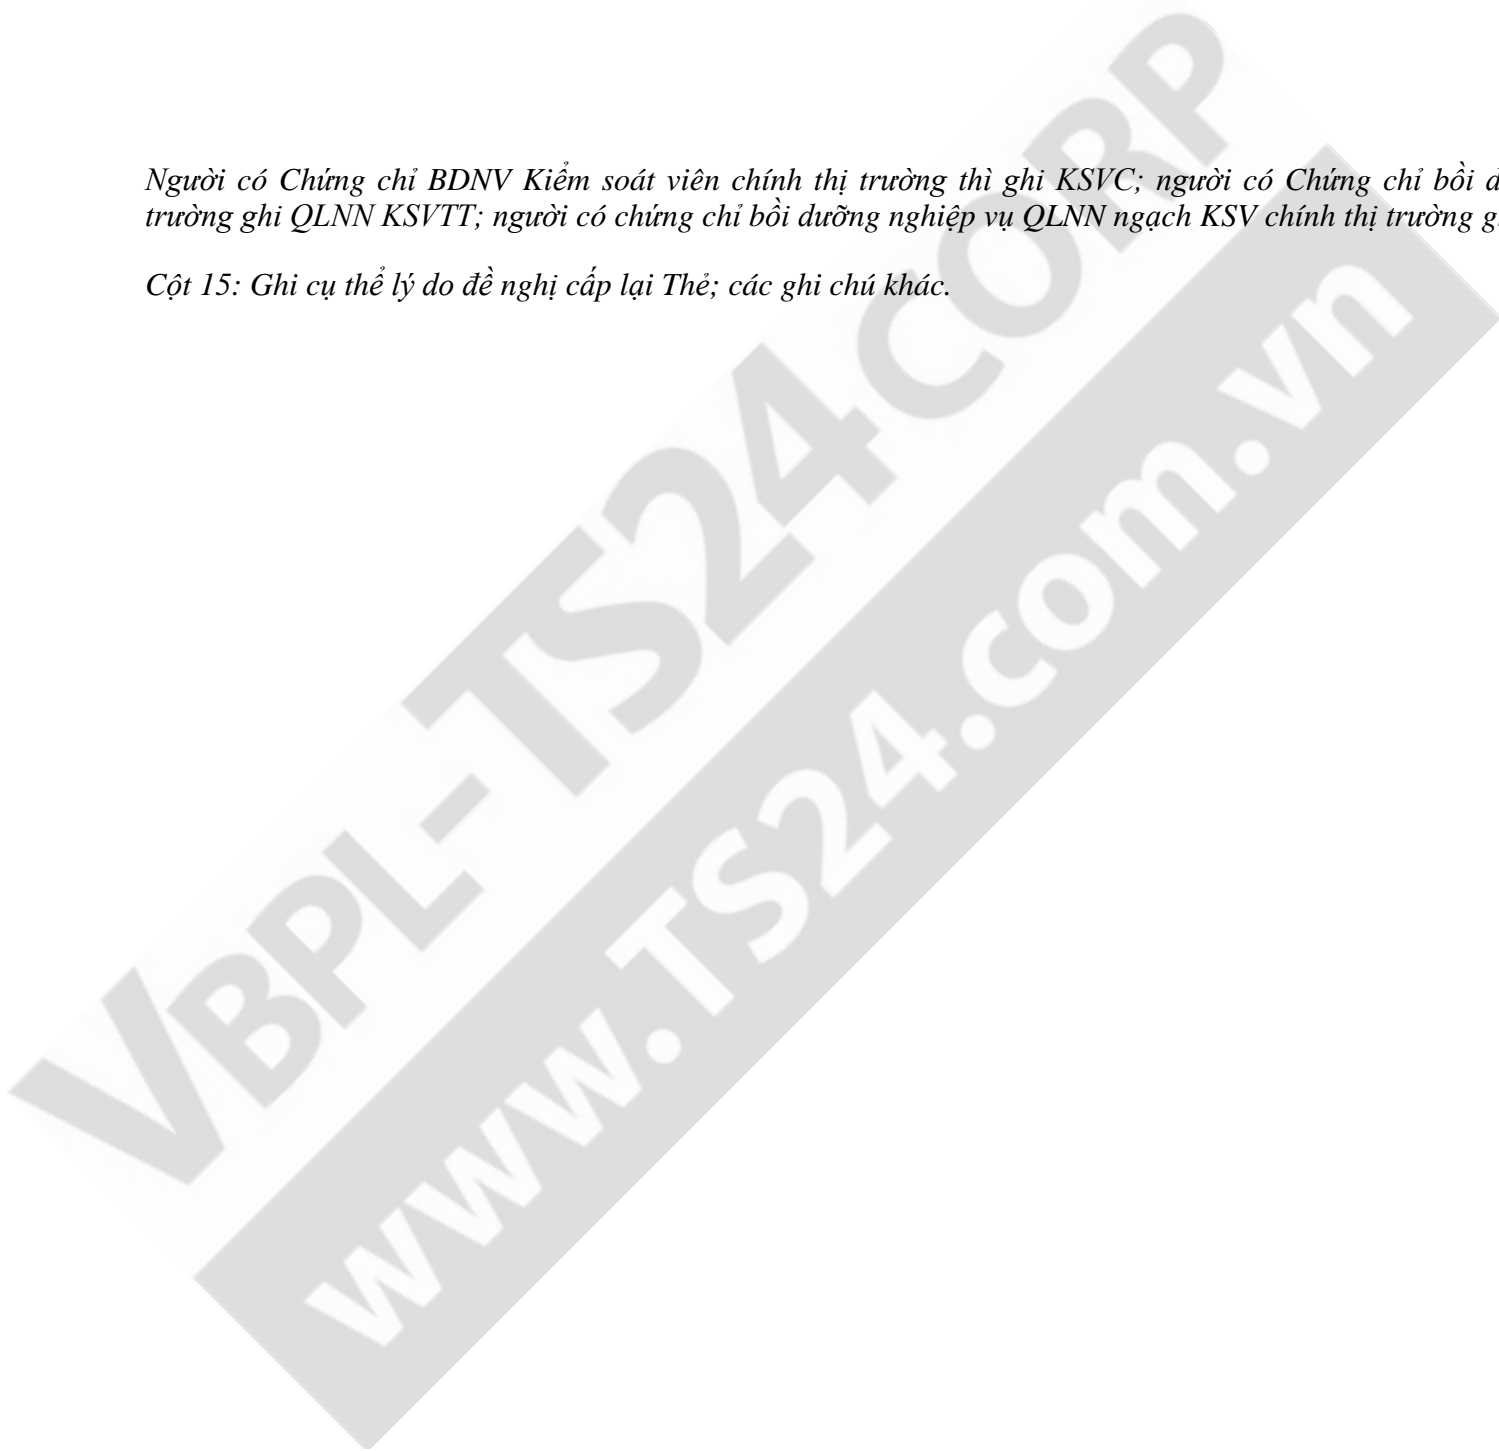 Người có Chứng chỉ BDNV Kiểm soát viên chính thị trường thì ghi KSVC; người có Chứng chỉ bồi
trường ghi QLNN KSVTT; người có chứng chỉ bồi dưỡng nghiệp vụ QLNN ngạch KSV chính thị trường
Cột 15: Ghi cụ thể lý do đề nghị cấp lại Thẻ; các ghi chú khác.
VBPL-TS24CORP
www.TS24.com.vn